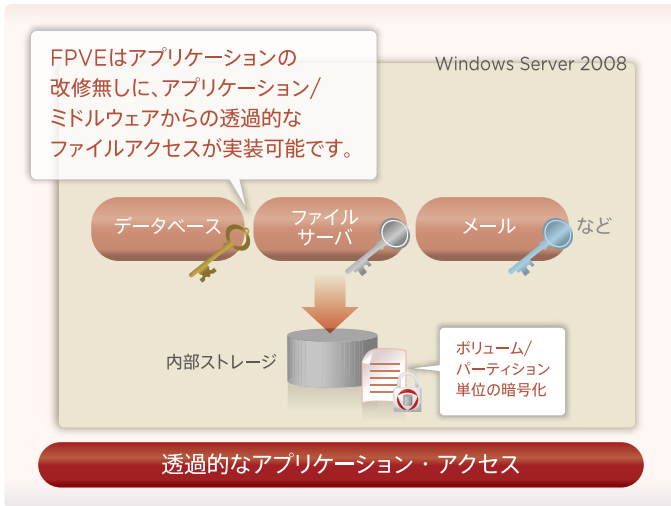 FPVEはアプリケーションの
改修無しに、アプリケーション/
ミドルウェアからの透過的な
ファイルアクセスが実装可能です。
Windows Server 2008
データベース
ファイル
サーバ
メール
など
内部ストレージ
ボリューム/
パーティション
単位の暗号化
透過的なアプリケーション・アクセス